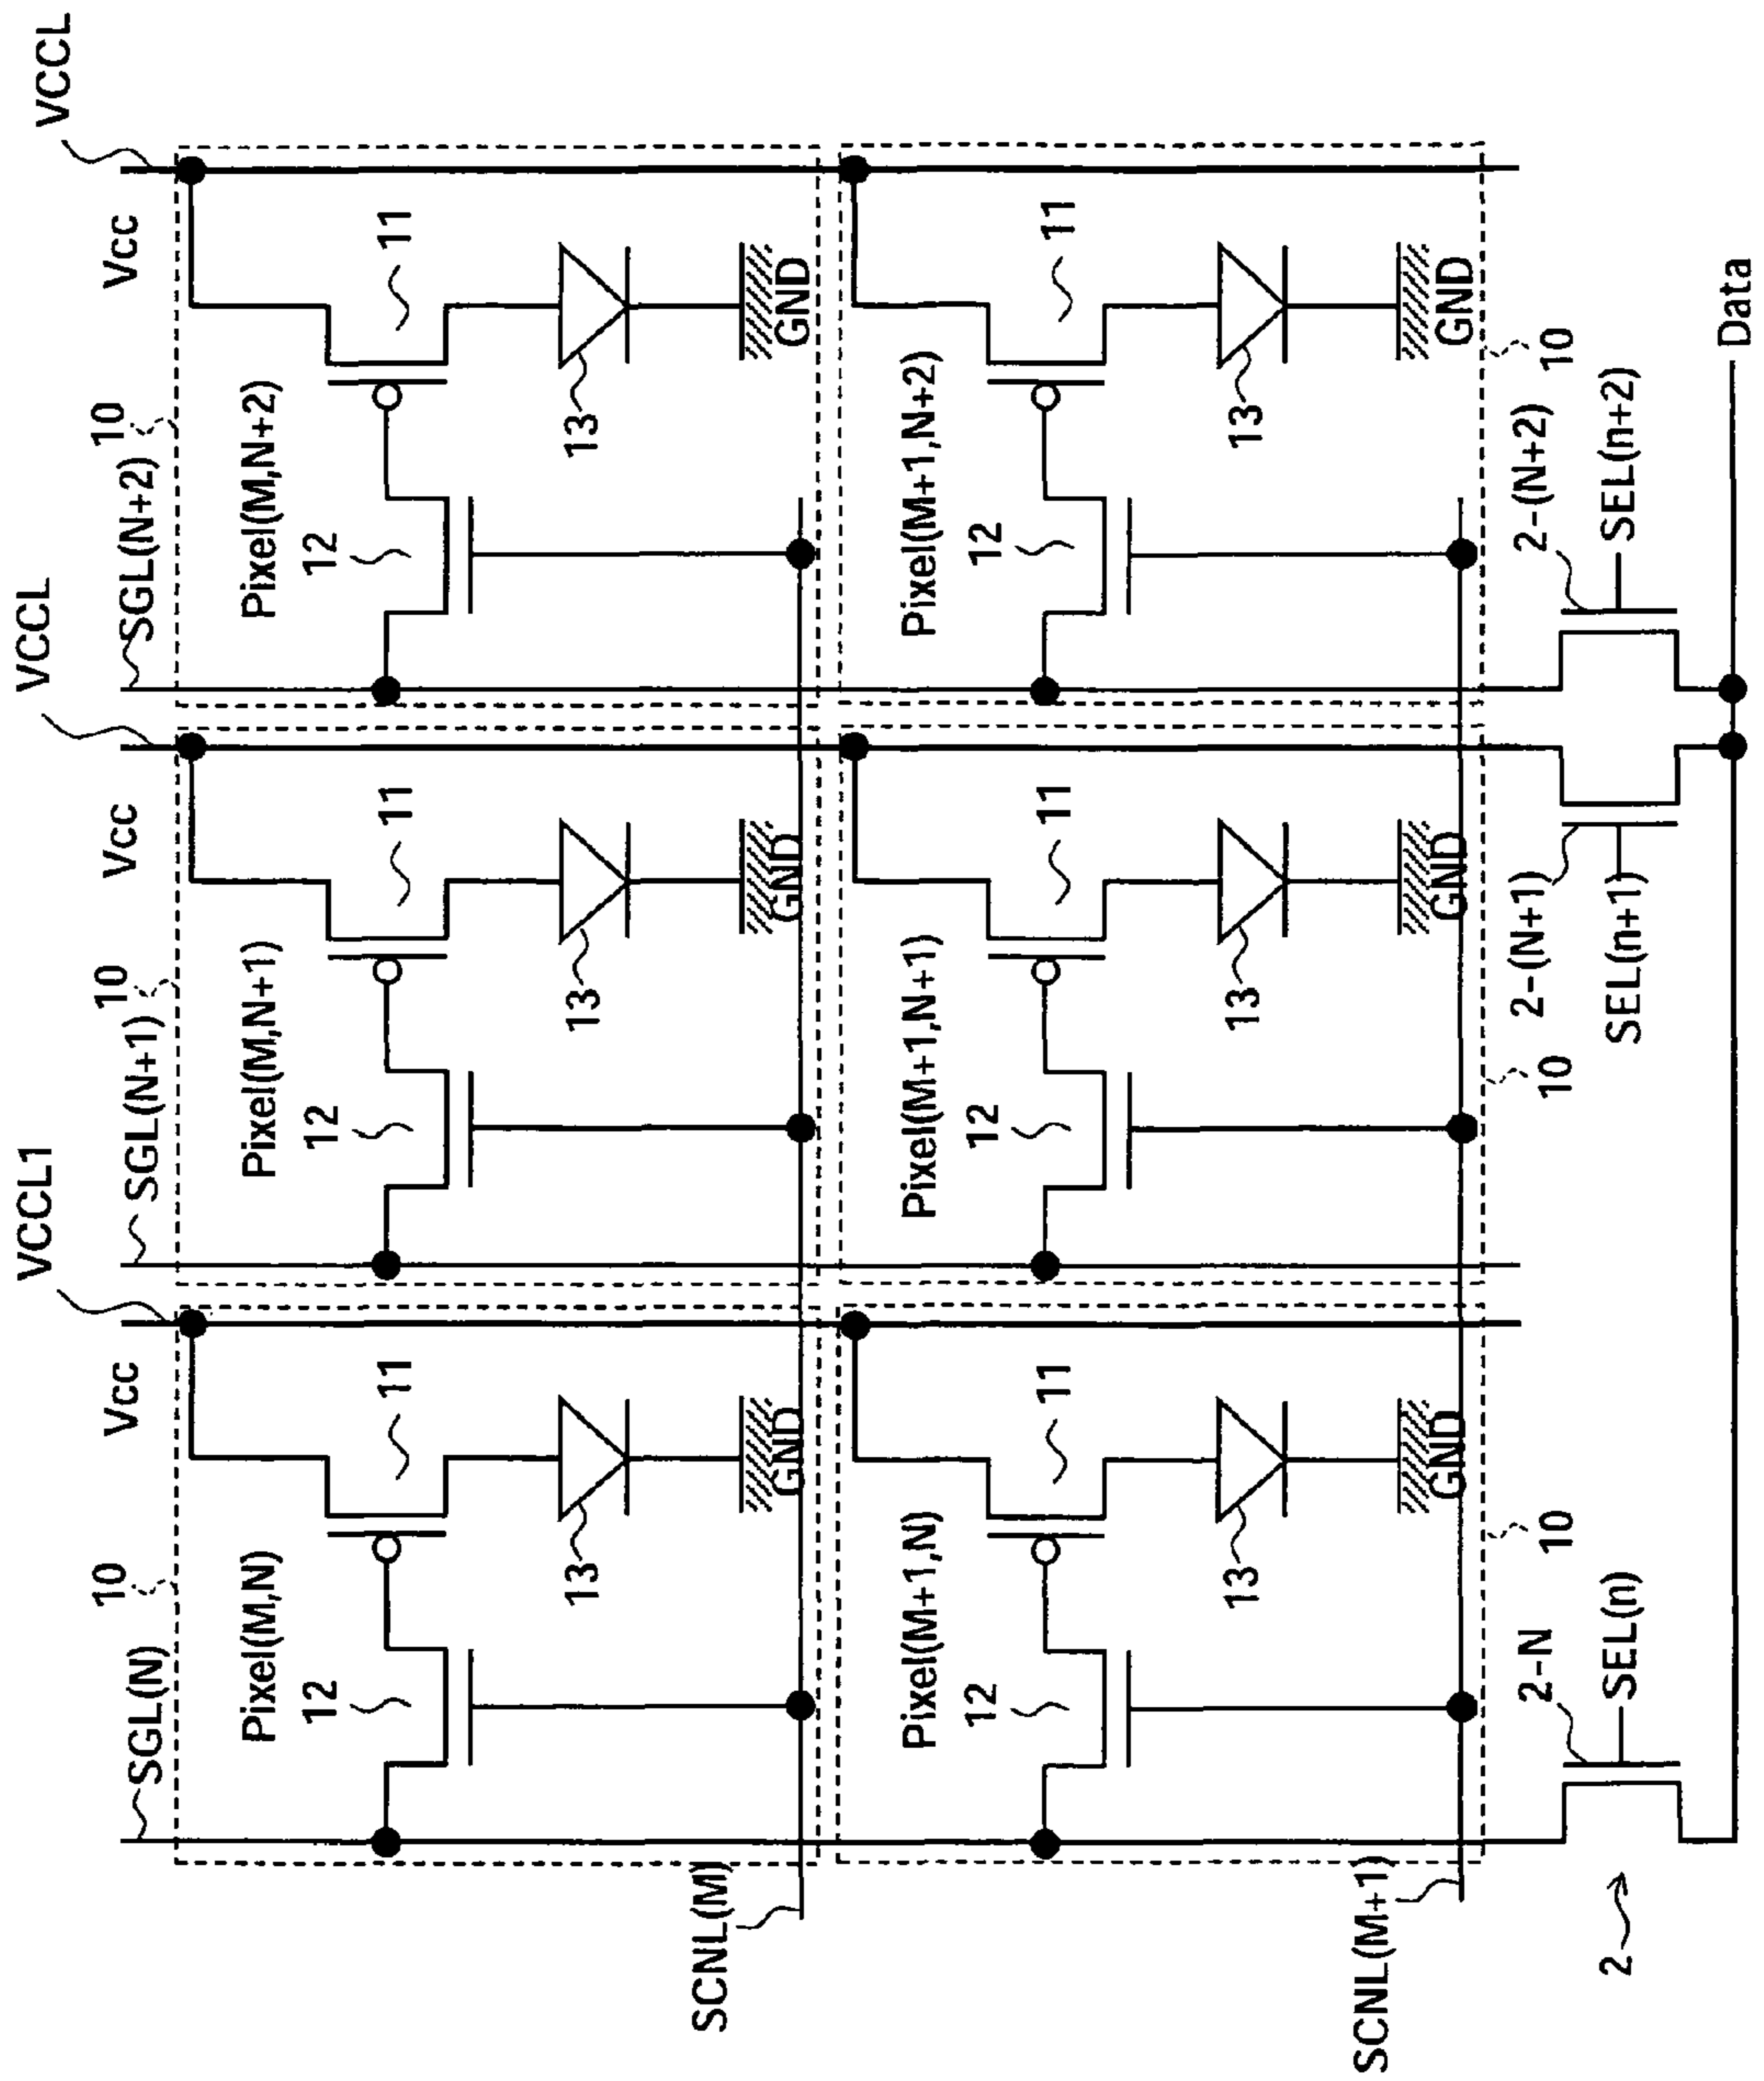 VCCL1
VCCL
VCCL
SGL(N)
10
Vcc
SGL(N+1)
10
Vcc
SGL(N+2)
10
Vcc
Pixel(M,N)
Pixel(M,N+1)
Pixel(M,N+2)
12
11
12
11
12
11
13
13
13
GND
GND
GND
SCNL(M)
Pixel(M+1,N)
Pixel(M+1,N+1)
Pixel(M+1,N+2)
12
11
12
11
12
11
13
13
13
GND
GND
GND
SCNL(M+1)
10
10
10
2-N
2-(N+1)
2-(N+2)
2
SEL(n)
SEL(n+1)
SEL(n+2)
Data